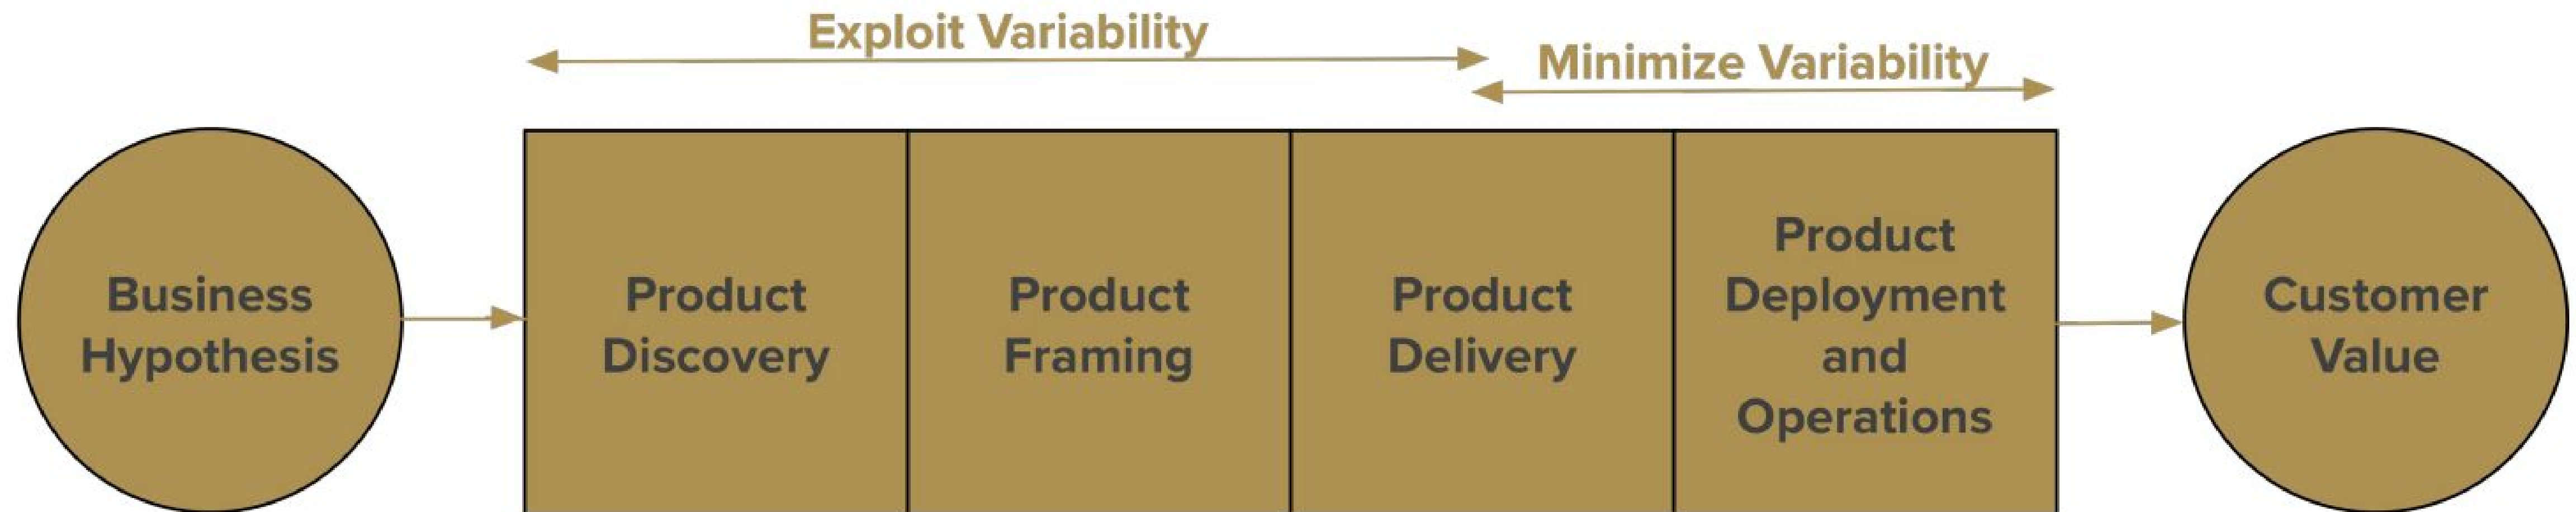 Exploit Variability
Minimize Variability
Business
Hypothesis
Product
Discovery
Product
Framing
Product
Delivery
Product
Deployment
and
Operations
Customer
Value